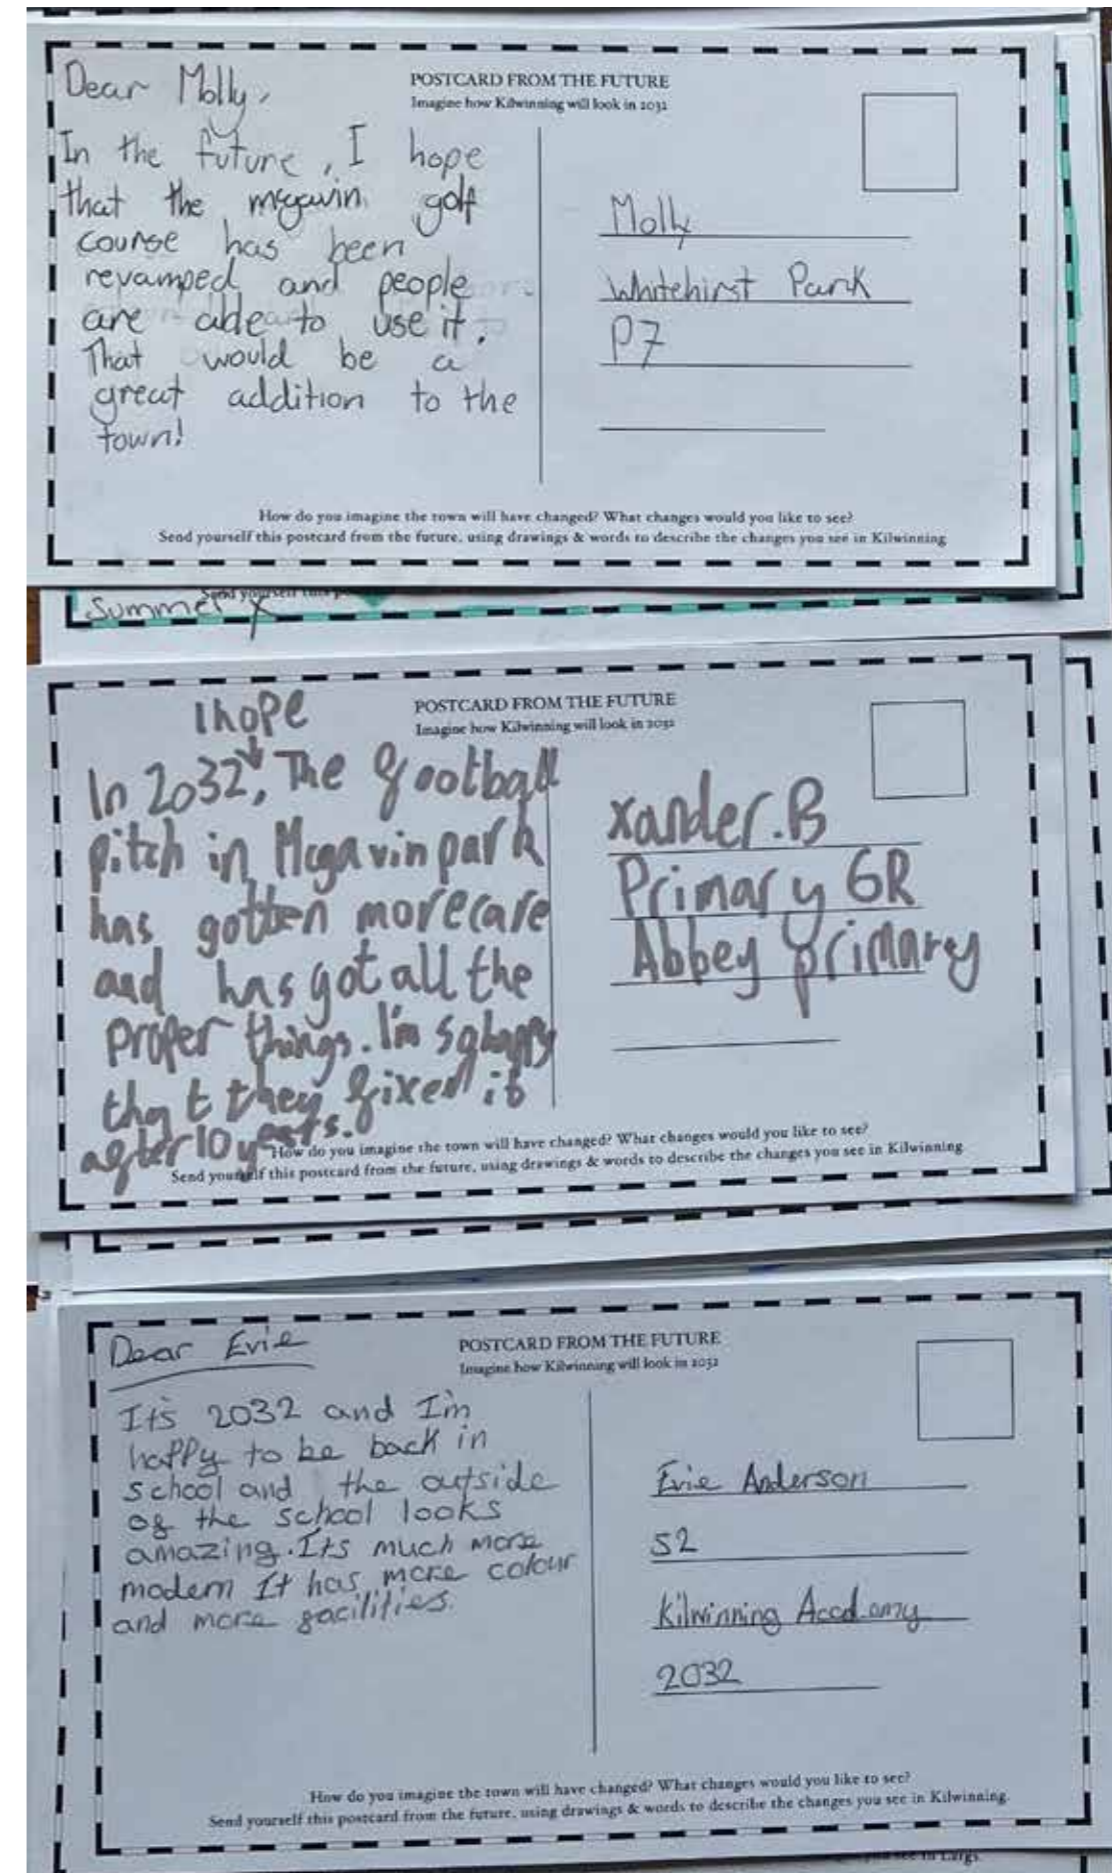 Dear Molly,
In the future, I hope
that the mcgavin golf
course has been
revamped and people
are able to use it.
That would be a
great addition to the
town!
POSTCARD FROM THE FUTURE
Imagine how Kilwinning will look in 2032
Molly
Whitehirst Park
P7
How do you imagine the town will have changed? What changes would you like to see?
Send yourself this postcard from the future, using drawings & words to describe the changes you see in Kilwinning
Summer x
Send yourself this
I hope
In 2032, The football
pitch in Mcgavin park
has gotten more care
and has got all the
proper things. I'm so happy
that they fixed it
after 10 years.
POSTCARD FROM THE FUTURE
Imagine how Kilwinning will look in 2032
xander.B
Primary 6R
Abbey primary
How do you imagine the town will have changed? What changes would you like to see?
Send yourself this postcard from the future, using drawings & words to describe the changes you see in Kilwinning
Dear Evie
Its 2032 and I'm
happy to be back in
school and the outside
of the school looks
amazing. Its much more
modern It has more colour
and more facilities.
POSTCARD FROM THE FUTURE
Imagine how Kilwinning will look in 2032
Evie Anderson
S2
Kilwinning Accdemy
2032
How do you imagine the town will have changed? What changes would you like to see?
Send yourself this postcard from the future, using drawings & words to describe the changes you see in Kilwinning.
you see in Largs